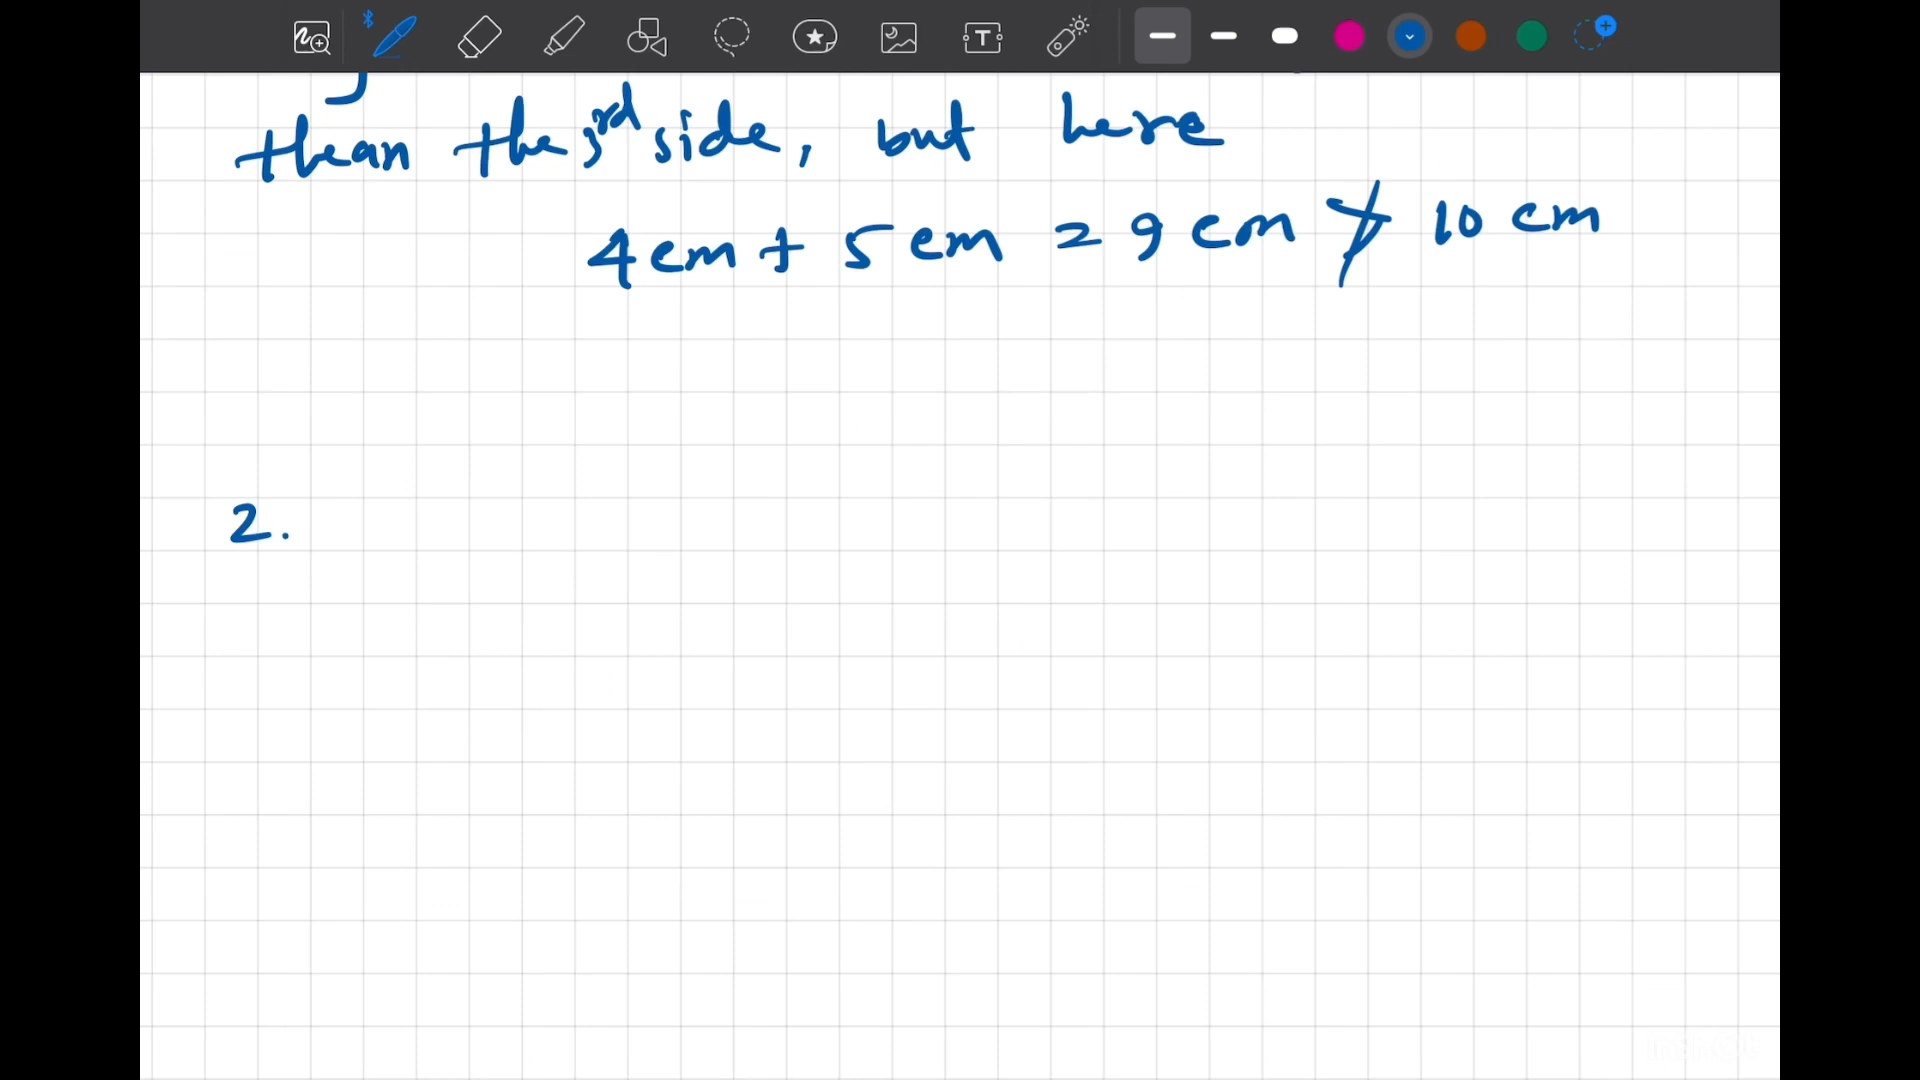 than the 3rd side, but here
4 cm + 5 cm = 9 cm ≯ 10 cm
2.